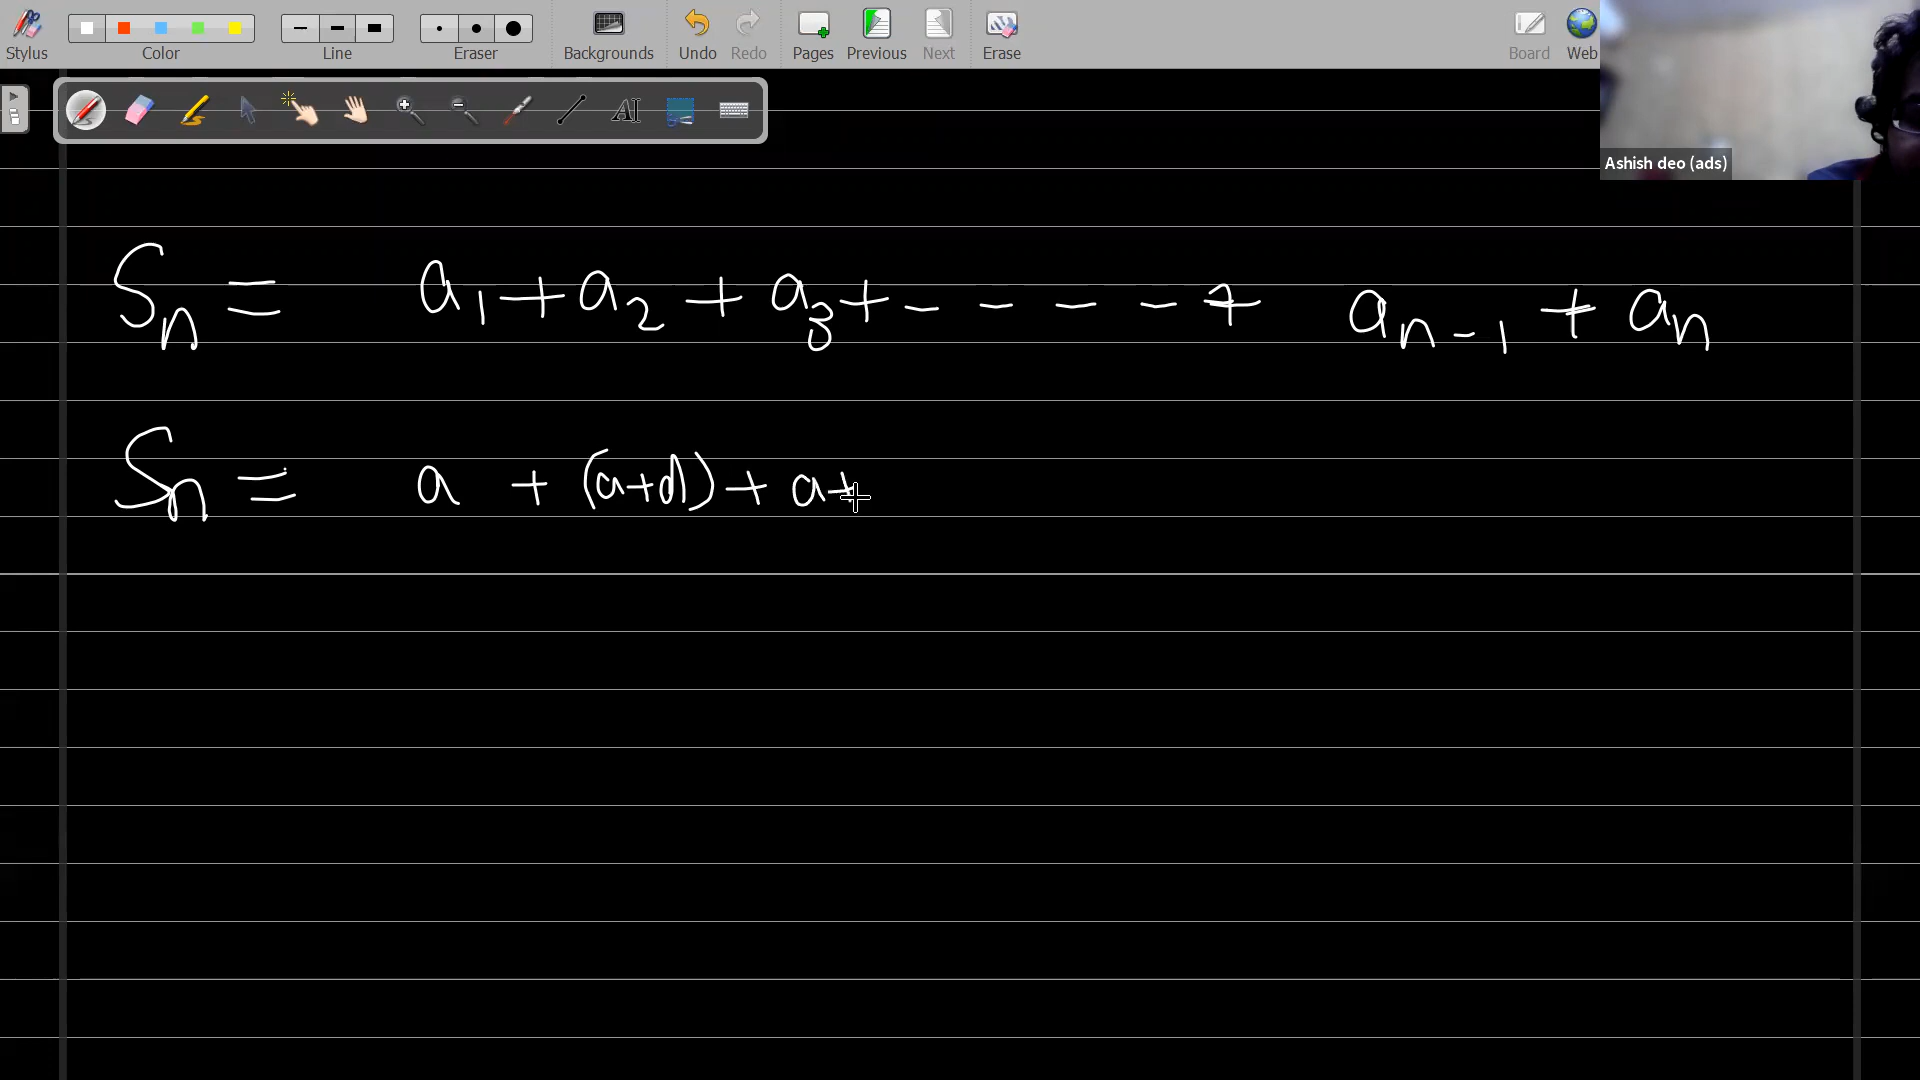 Stylus Color Line Eraser Backgrounds Undo Redo Pages Previous Next Erase Board Web
AI
Ashish deo (ads)
Sn = a1 + a2 + a3 + - - - - + an-1 + an
Sn = a + (a+d) + a+